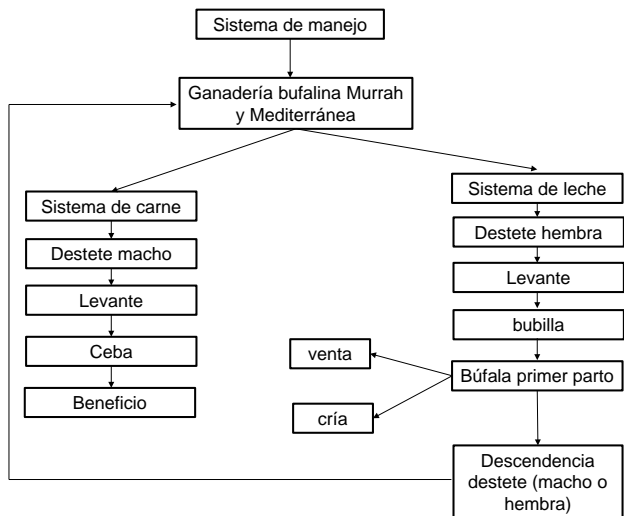 Sistema de manejo
Ganadería bufalina Murrah
y Mediterránea
Sistema de carne
Destete macho
Levante
Ceba
Beneficio
Sistema de leche
Destete hembra
Levante
bubilla
Búfala primer parto
venta
cría
Descendencia
destete (macho o
hembra)